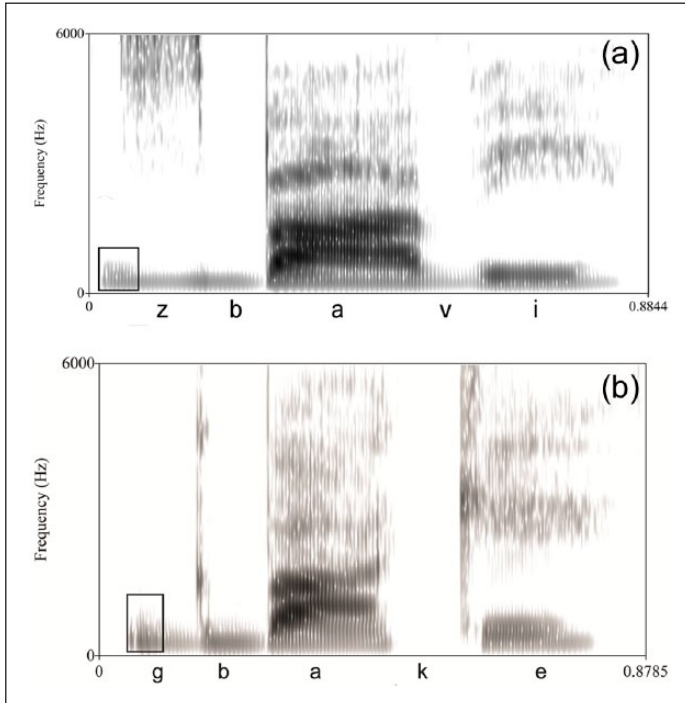 6000
(a)
Frequency (Hz)
0
0
z b a v i
0.8844
6000
(b)
Frequency (Hz)
0
0
g b a k e
0.8785